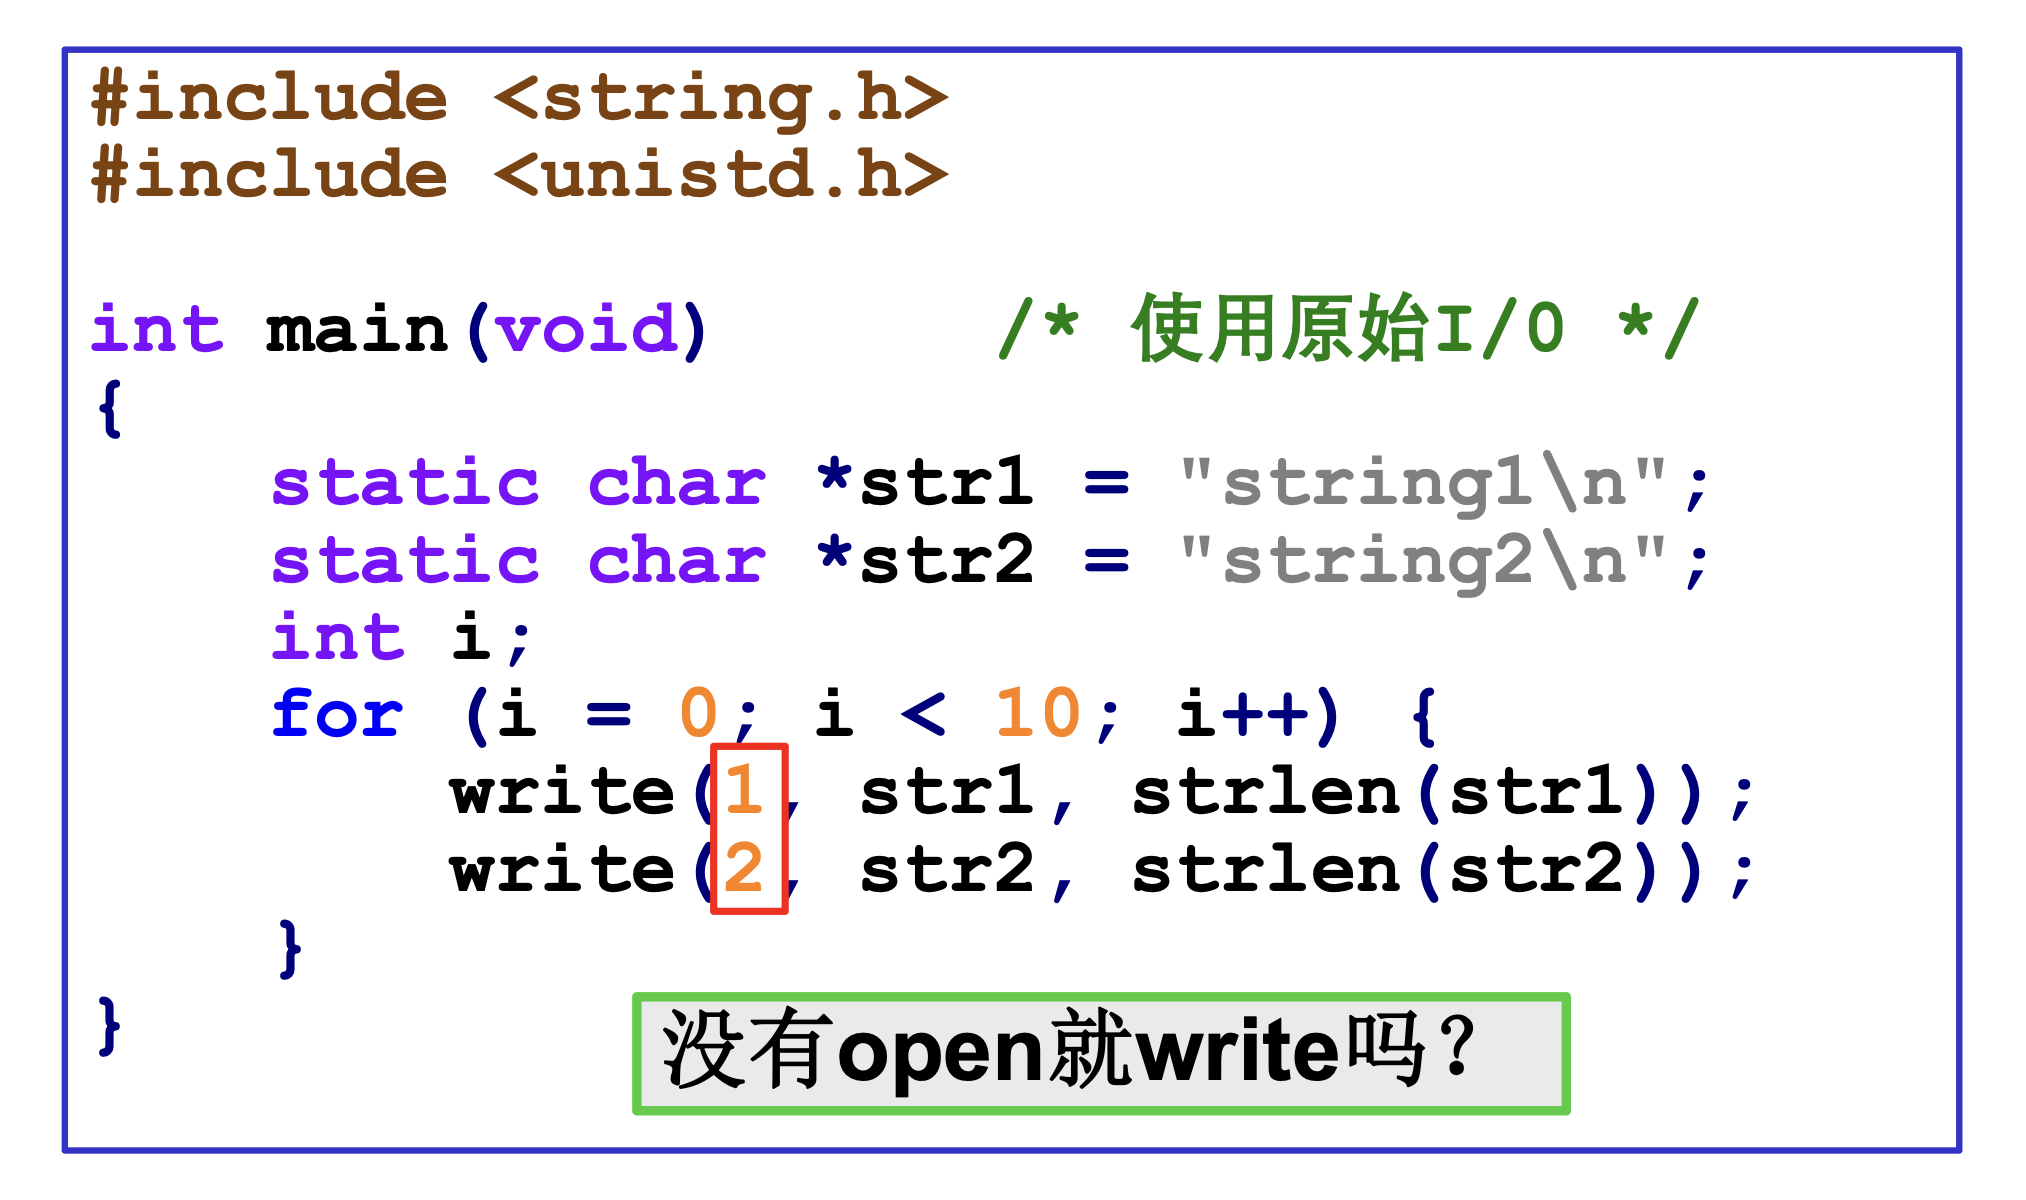 #include <string.h>
#include <unistd.h>
int main(void)          /* 使用原始I/O */
{
    static char *str1 = "string1\n";
    static char *str2 = "string2\n";
    int i;
    for (i = 0; i < 10; i++) {
        write(1, str1, strlen(str1));
        write(2, str2, strlen(str2));
    }
}
没有open就write吗？